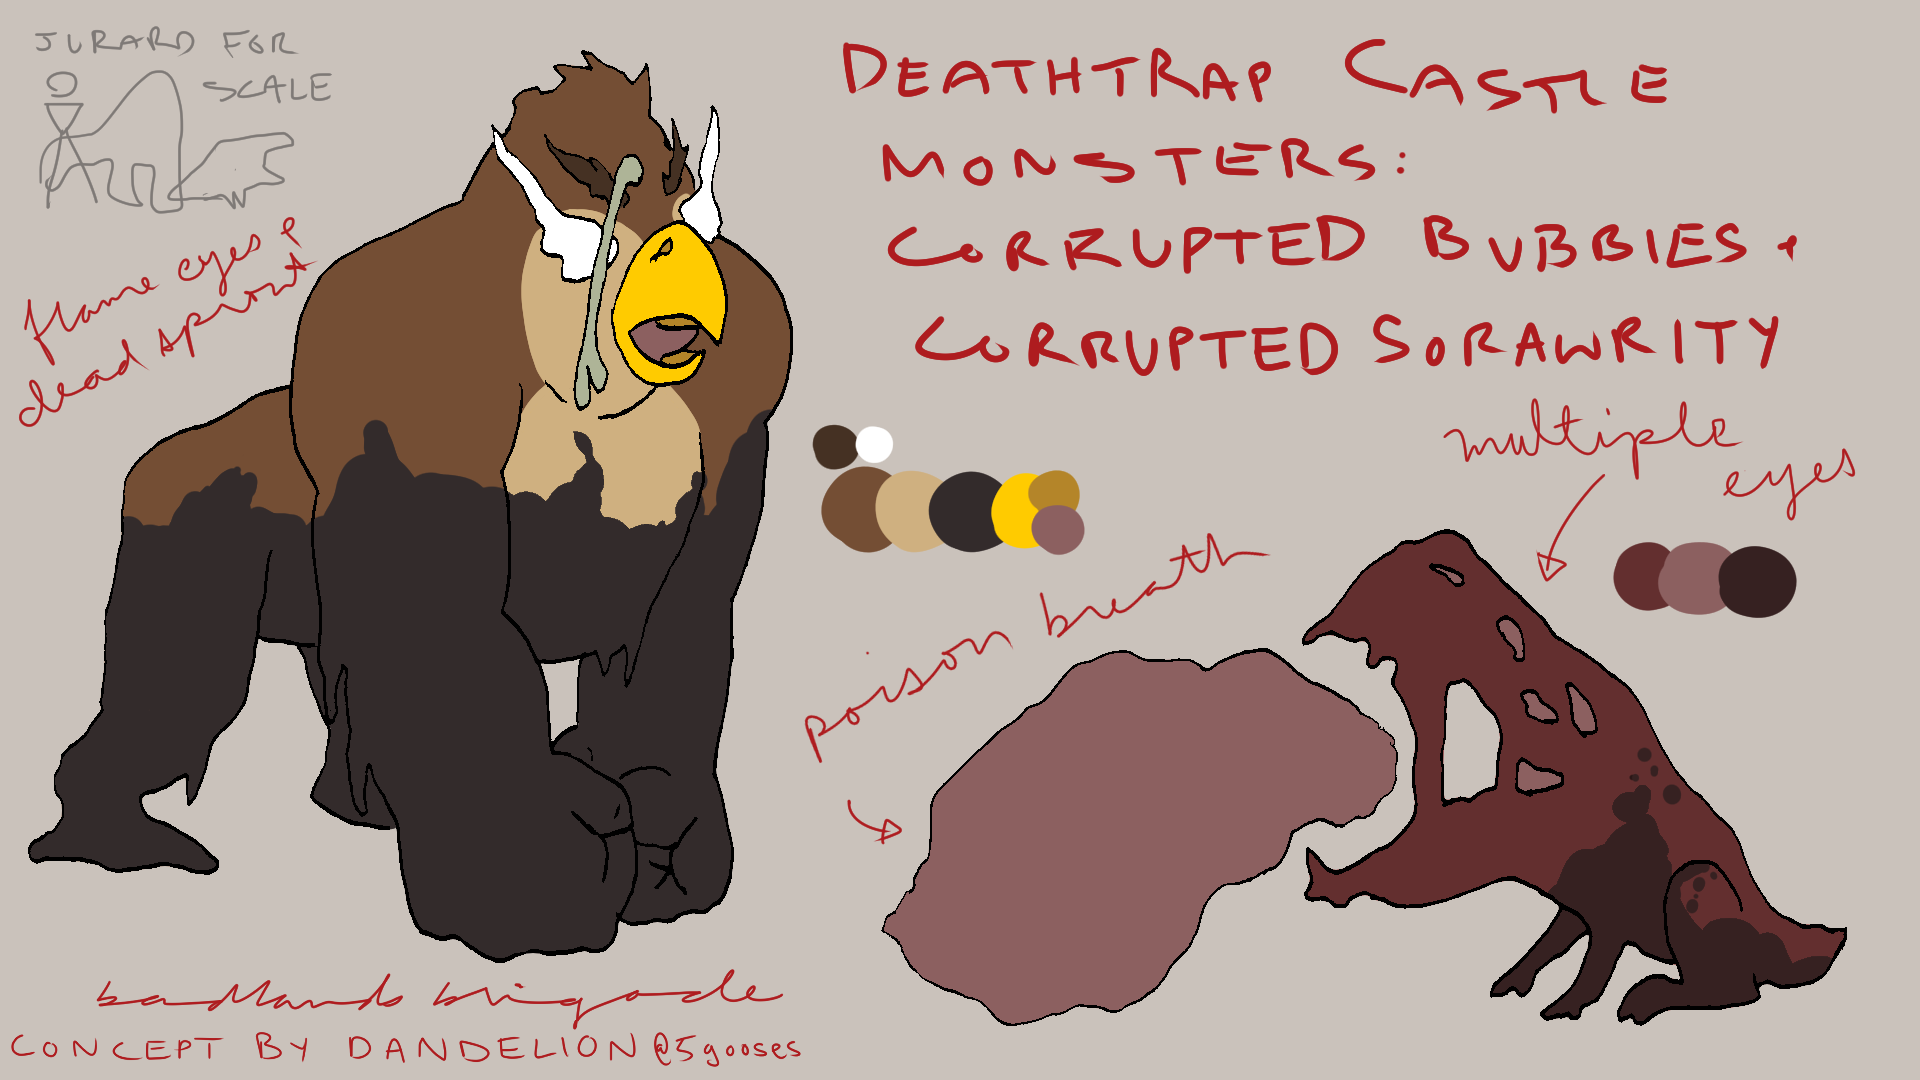 JURARD FOR
SCALE
DEATHTRAP CASTLE
MONSTERS:
CORRUPTED BUBBIES +
CORRUPTED SORAWRITY
flame eyes &
dead sprout
multiple
eyes
poison breath
badlands brigade
CONCEPT BY DANDELION @5gooses